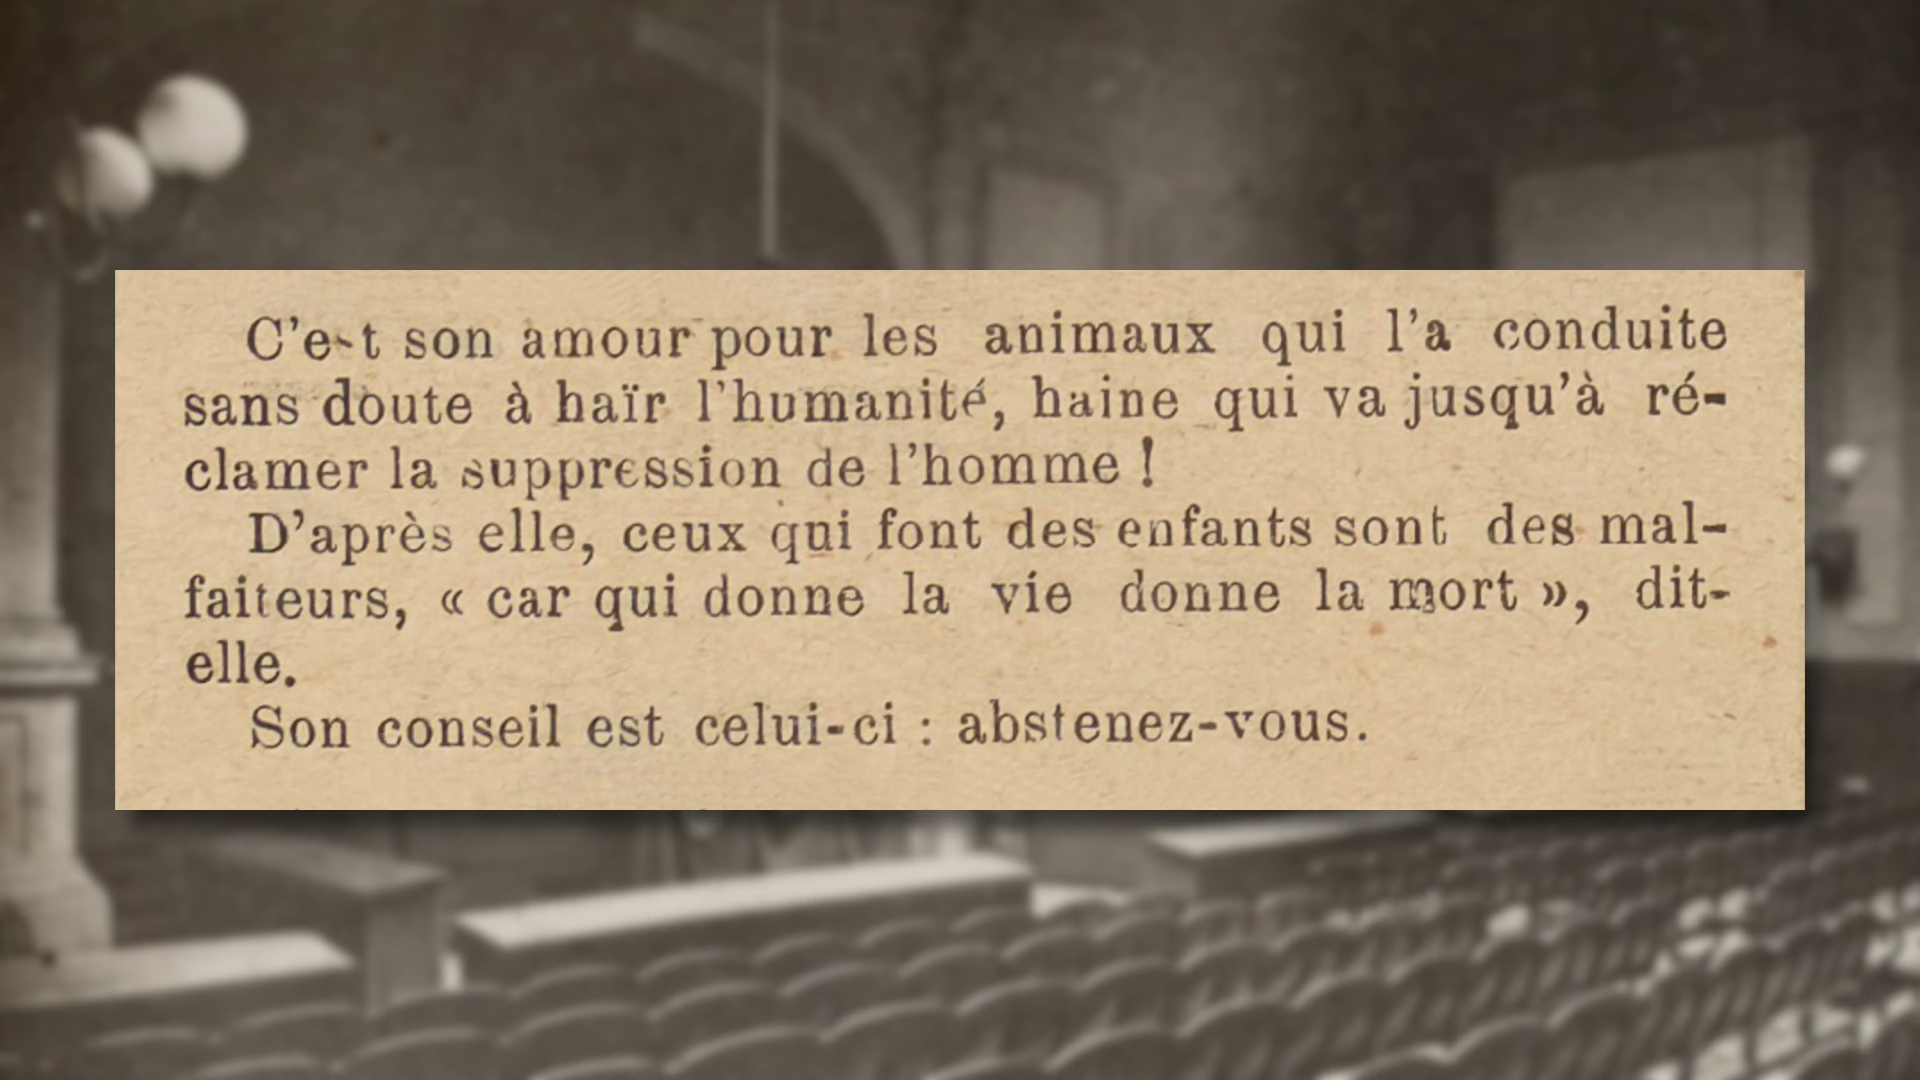 C'est son amour pour les animaux qui l'a conduite
sans doute à haïr l'humanité, haine qui va jusqu'à ré-
clamer la suppression de l'homme !
D'après elle, ceux qui font des enfants sont des mal-
faiteurs, « car qui donne la vie donne la mort », dit-
elle.
Son conseil est celui-ci : abstenez-vous.